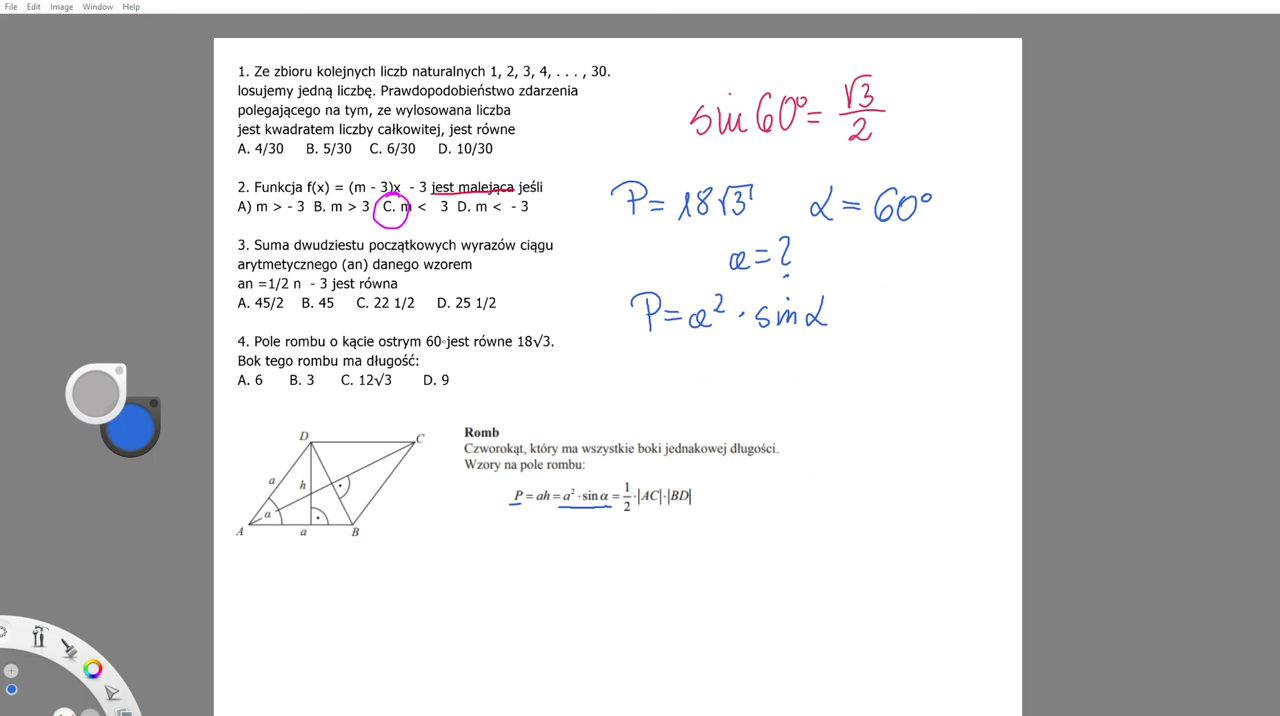 File Edit Image Window Help
1. Ze zbioru kolejnych liczb naturalnych 1, 2, 3, 4, . . . , 30.
losujemy jedną liczbę. Prawdopodobieństwo zdarzenia
polegającego na tym, ze wylosowana liczba
jest kwadratem liczby całkowitej, jest równe
A. 4/30 B. 5/30 C. 6/30 D. 10/30
2. Funkcja f(x) = (m - 3)x - 3 jest malejąca jeśli
A) m > - 3 B. m > 3 C. m < 3 D. m < - 3
3. Suma dwudziestu początkowych wyrazów ciągu
arytmetycznego (an) danego wzorem
an =1/2 n - 3 jest równa
A. 45/2 B. 45 C. 22 1/2 D. 25 1/2
4. Pole rombu o kącie ostrym 60◦jest równe 18√3.
Bok tego rombu ma długość:
A. 6 B. 3 C. 12√3 D. 9
sin 60° = √3/2
P = 18√3 α = 60°
a = ?
P = a² · sin α
D C
a h
α
A a B
Romb
Czworokąt, który ma wszystkie boki jednakowej długości.
Wzory na pole rombu:
P = ah = a² · sin α = 1/2 · |AC| · |BD|